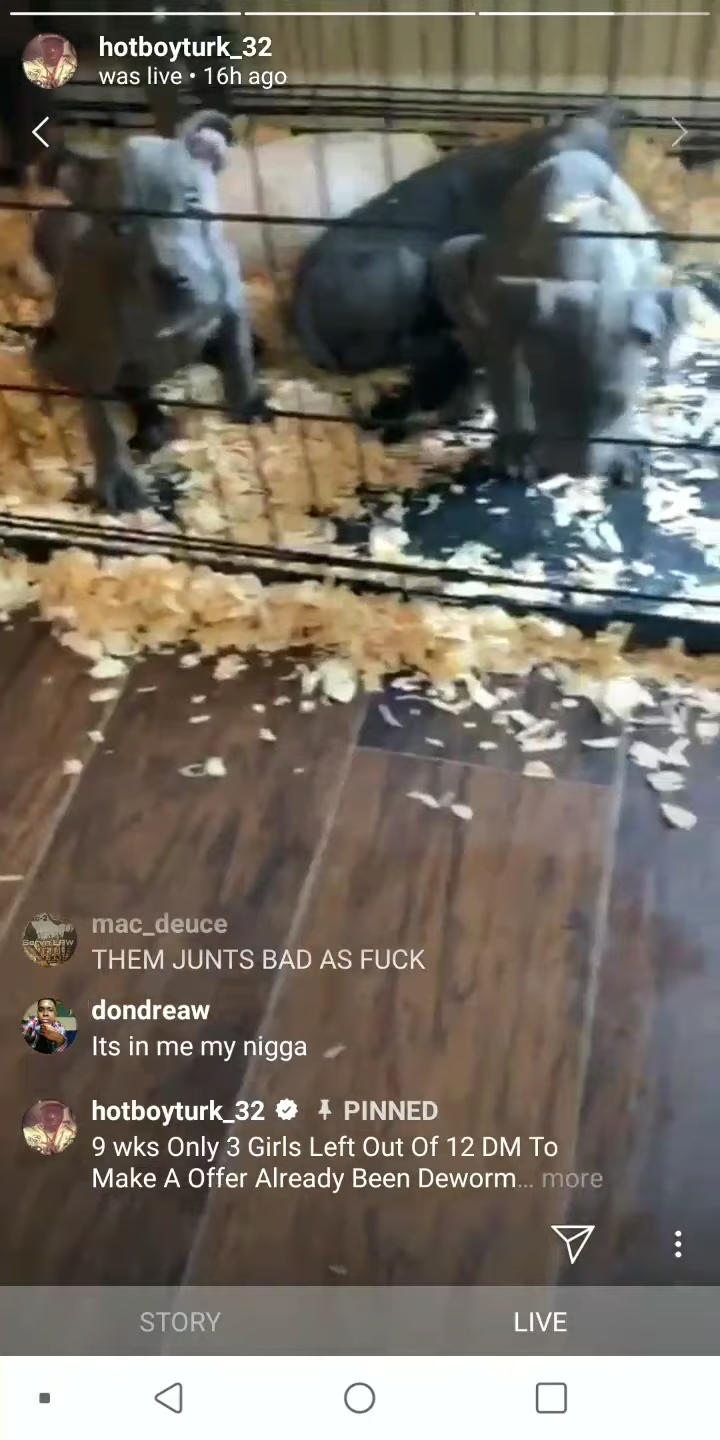 hotboyturk_32
was live • 16h ago
mac_deuce
THEM JUNTS BAD AS FUCK
dondreaw
Its in me my nigga
hotboyturk_32 PINNED
9 wks Only 3 Girls Left Out Of 12 DM To
Make A Offer Already Been Deworm... more
STORY LIVE